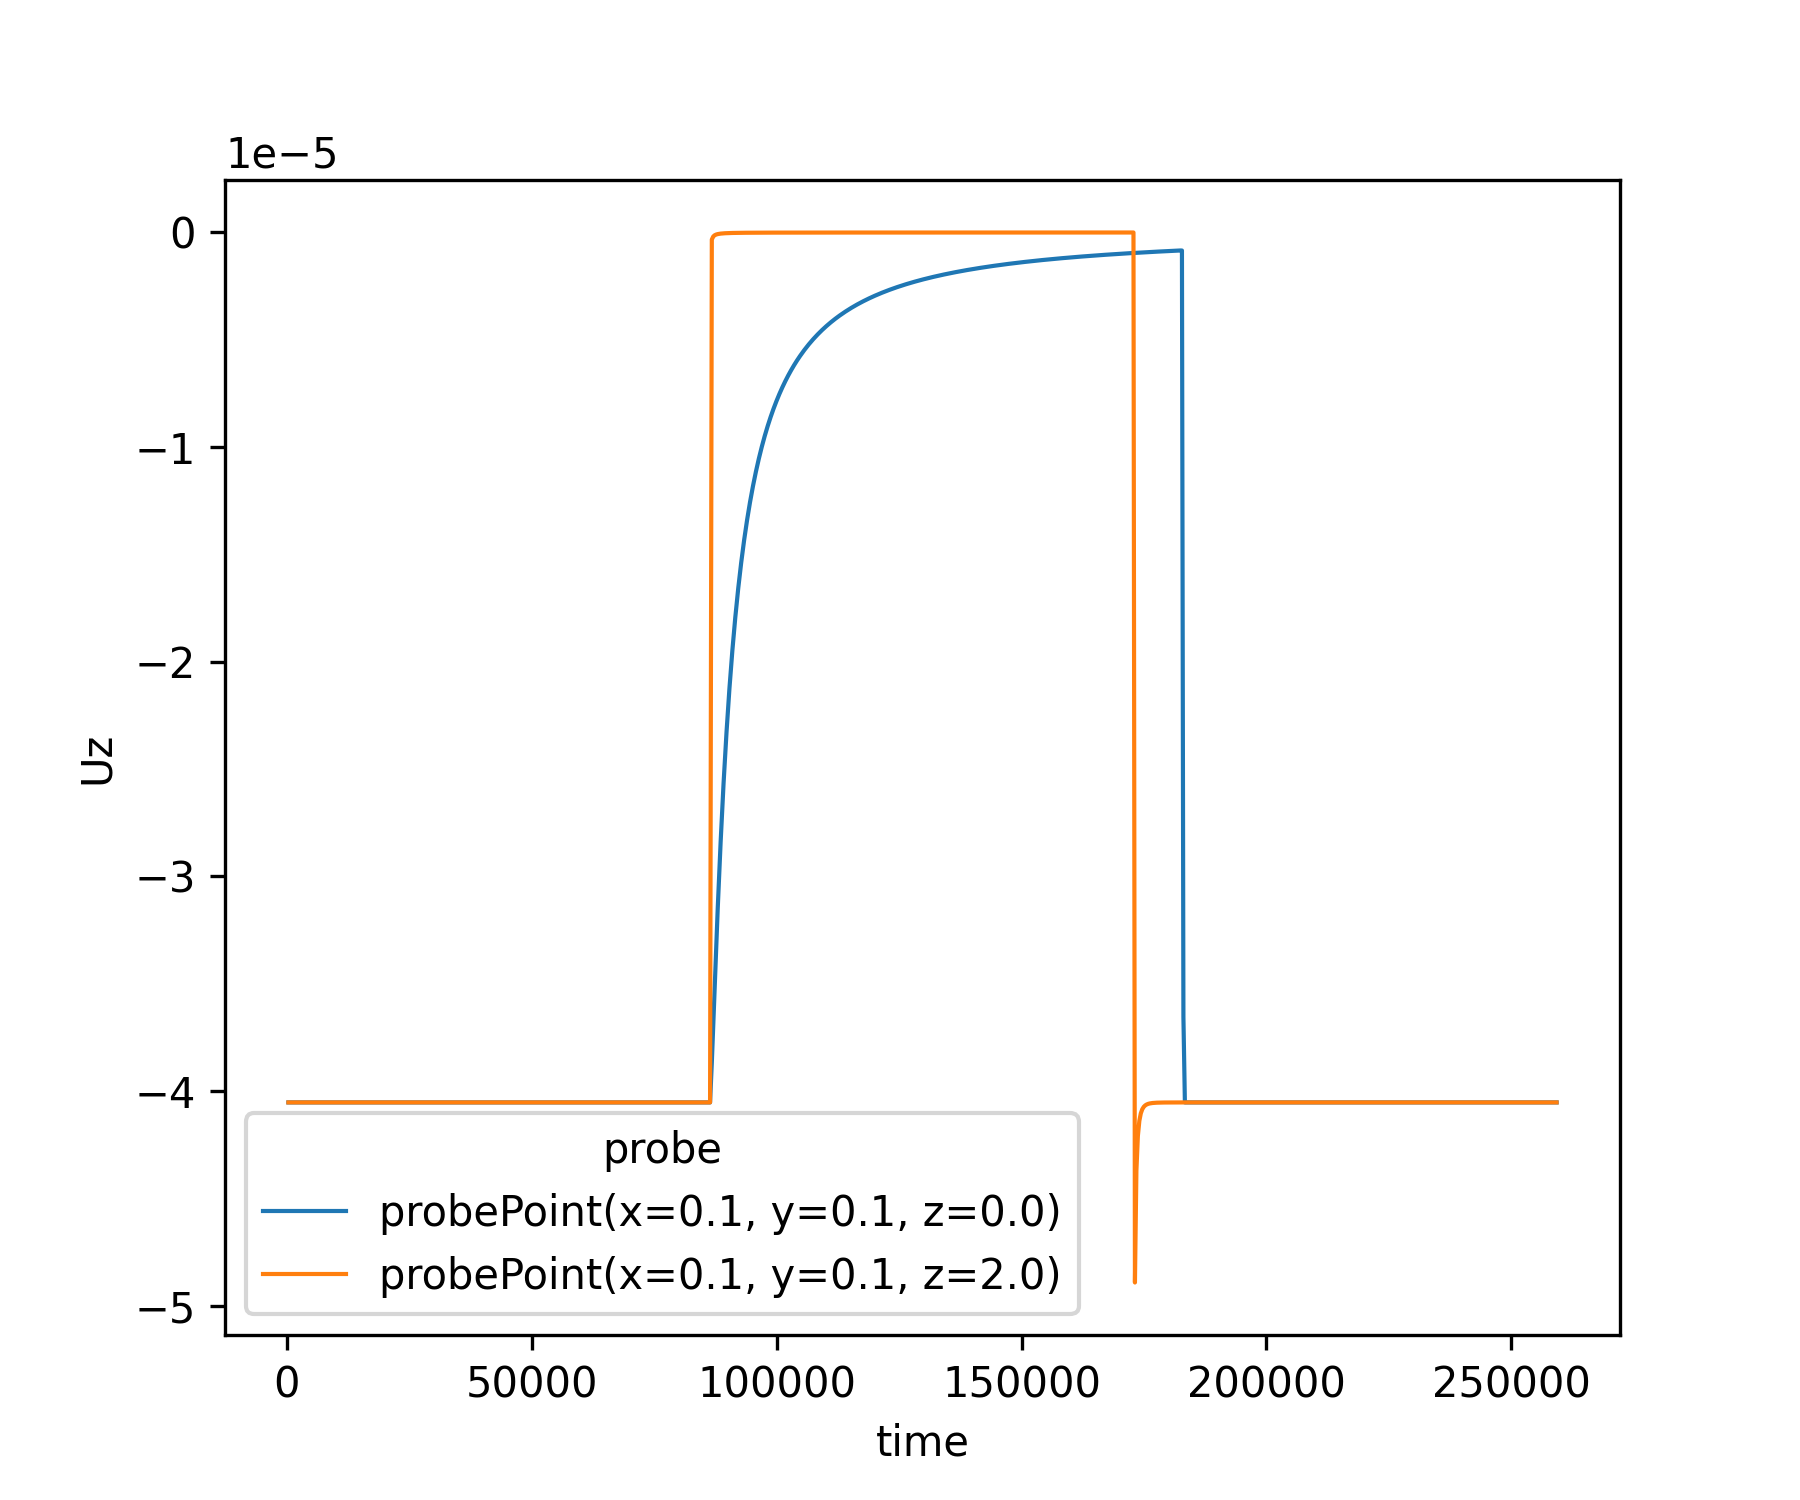 1e−5
0
−1
−2
−3
−4
−5
Uz
probe
probePoint(x=0.1, y=0.1, z=0.0)
probePoint(x=0.1, y=0.1, z=2.0)
0 50000 100000 150000 200000 250000
time